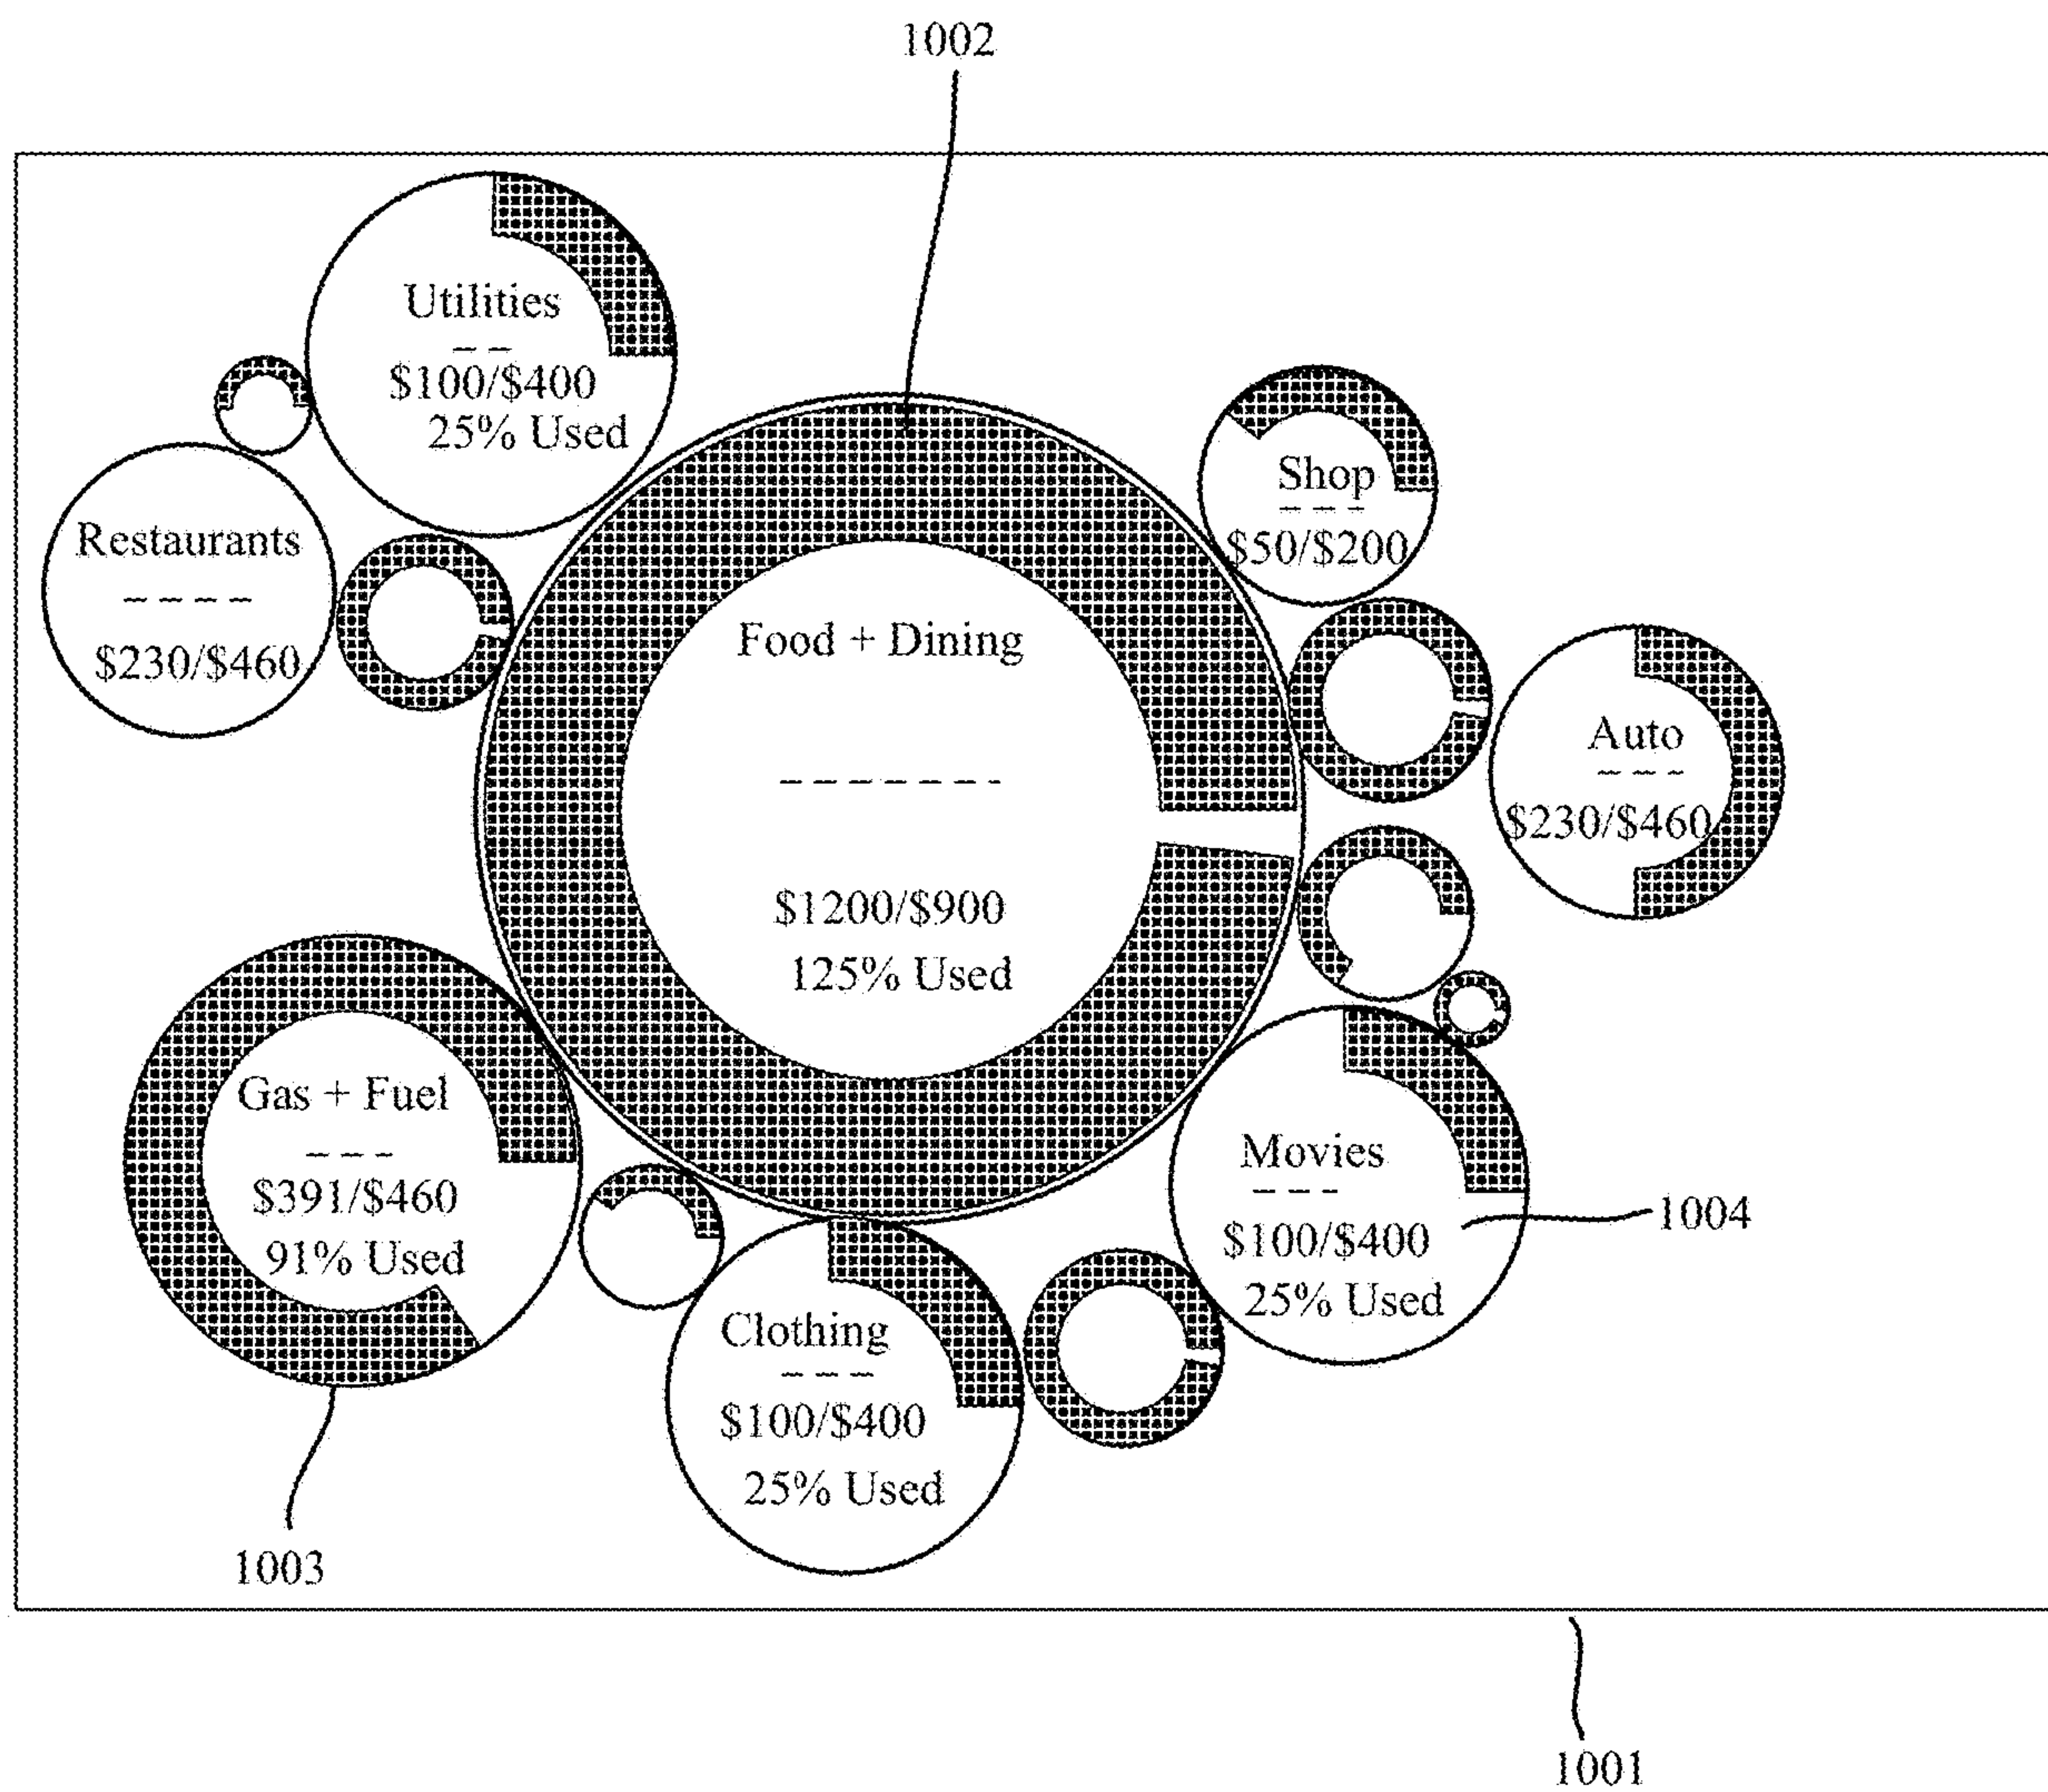 1002
Utilities
$100/$400
25% Used
Restaurants
$230/$460
Shop
$50/$200
Food + Dining
$1200/$900
125% Used
Auto
$230/$460
Gas + Fuel
$391/$460
91% Used
Movies
$100/$400
25% Used
1004
Clothing
$100/$400
25% Used
1003
1001